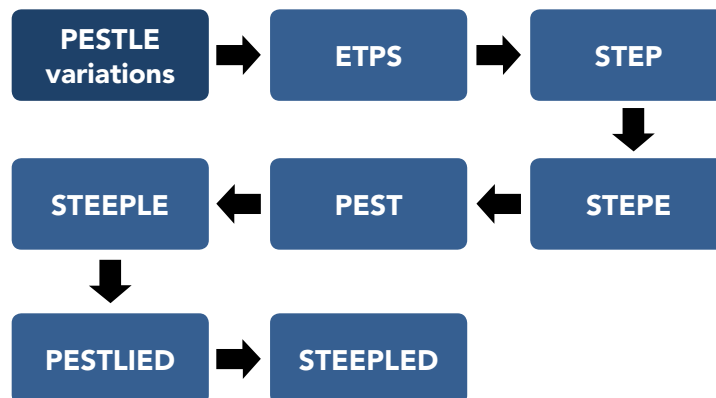 PESTLE
variations
ETPS
STEP
STEPE
PEST
STEEPLE
PESTLIED
STEEPLED